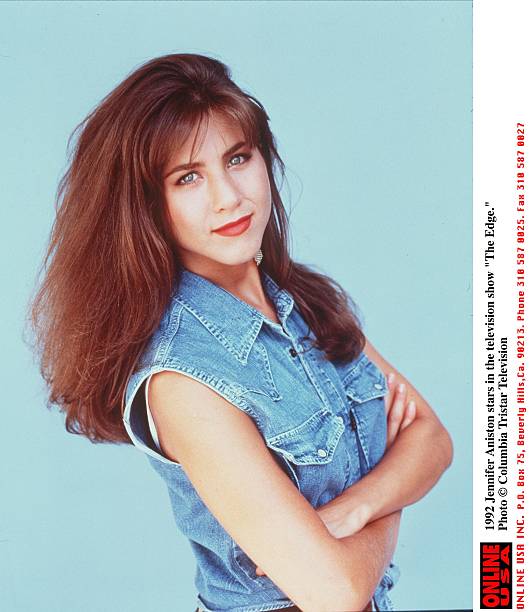 1992 Jennifer Aniston stars in the television show "The Edge."
Photo © Columbia Tristar Television
ONLINE USA INC. P.O. Box 75, Beverly Hills,Ca. 90213. Phone 310 587 0025. Fax 310 587 0027
ONLINE
USA